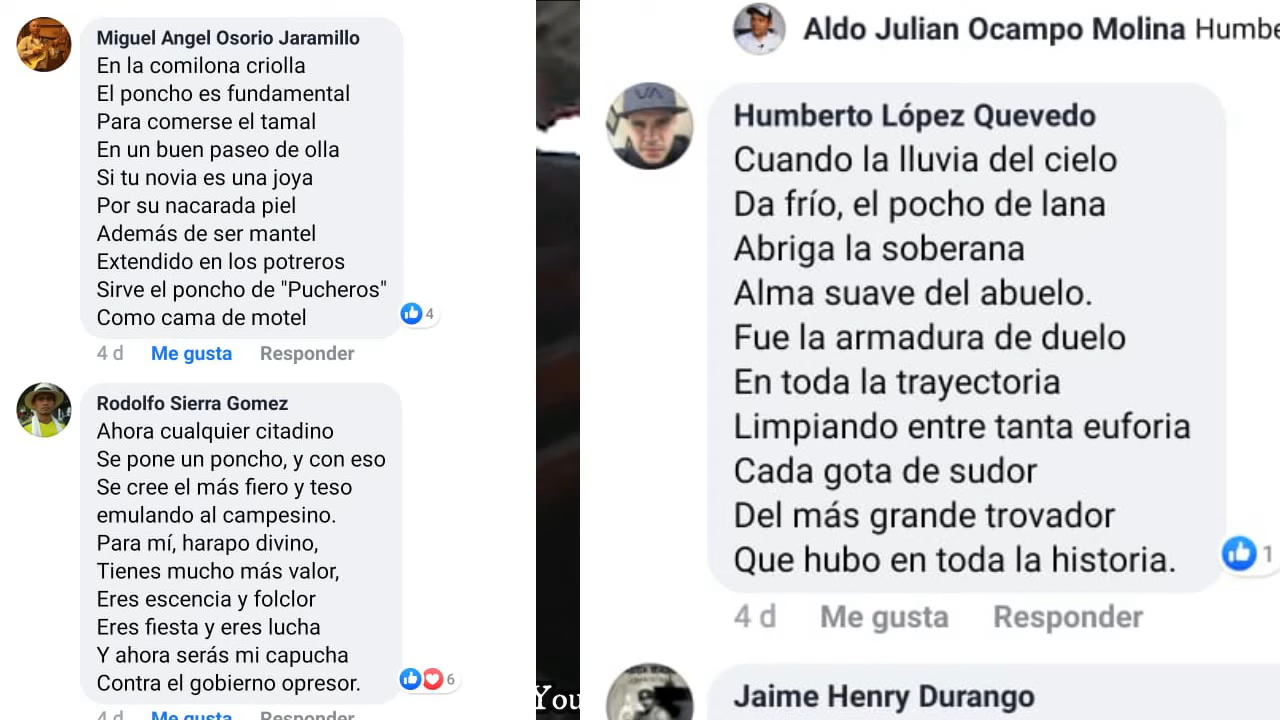 Miguel Angel Osorio Jaramillo
En la comilona criolla
El poncho es fundamental
Para comerse el tamal
En un buen paseo de olla
Si tu novia es una joya
Por su nacarada piel
Además de ser mantel
Extendido en los potreros
Sirve el poncho de "Pucheros"
Como cama de motel
4
4 d Me gusta Responder
Rodolfo Sierra Gomez
Ahora cualquier citadino
Se pone un poncho, y con eso
Se cree el más fiero y teso
emulando al campesino.
Para mí, harapo divino,
Tienes mucho más valor,
Eres escencia y folclor
Eres fiesta y eres lucha
Y ahora serás mi capucha
Contra el gobierno opresor.
6
4 d Me gusta Responder
You
Aldo Julian Ocampo Molina Humbe
Humberto López Quevedo
Cuando la lluvia del cielo
Da frío, el pocho de lana
Abriga la soberana
Alma suave del abuelo.
Fue la armadura de duelo
En toda la trayectoria
Limpiando entre tanta euforia
Cada gota de sudor
Del más grande trovador
Que hubo en toda la historia.
1
4 d Me gusta Responder
Jaime Henry Durango